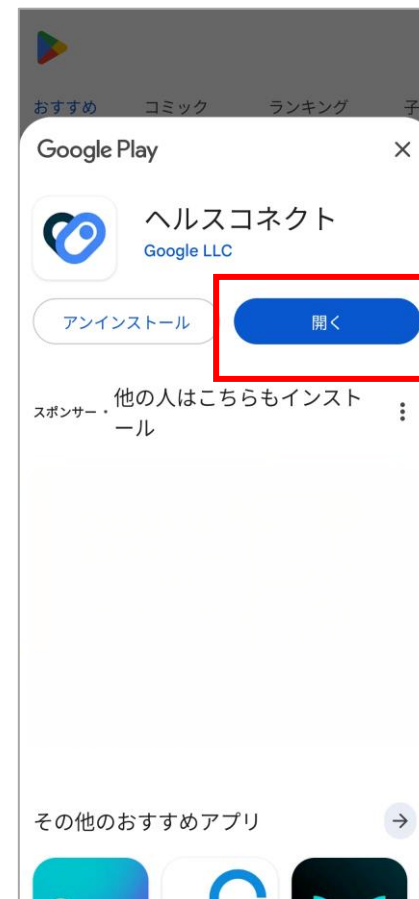 おすすめ コミック ランキング 子
Google Play
ヘルスコネクト
Google LLC
アンインストール 開く
スポンサー・ 他の人はこちらもインスト
ール
その他のおすすめアプリ